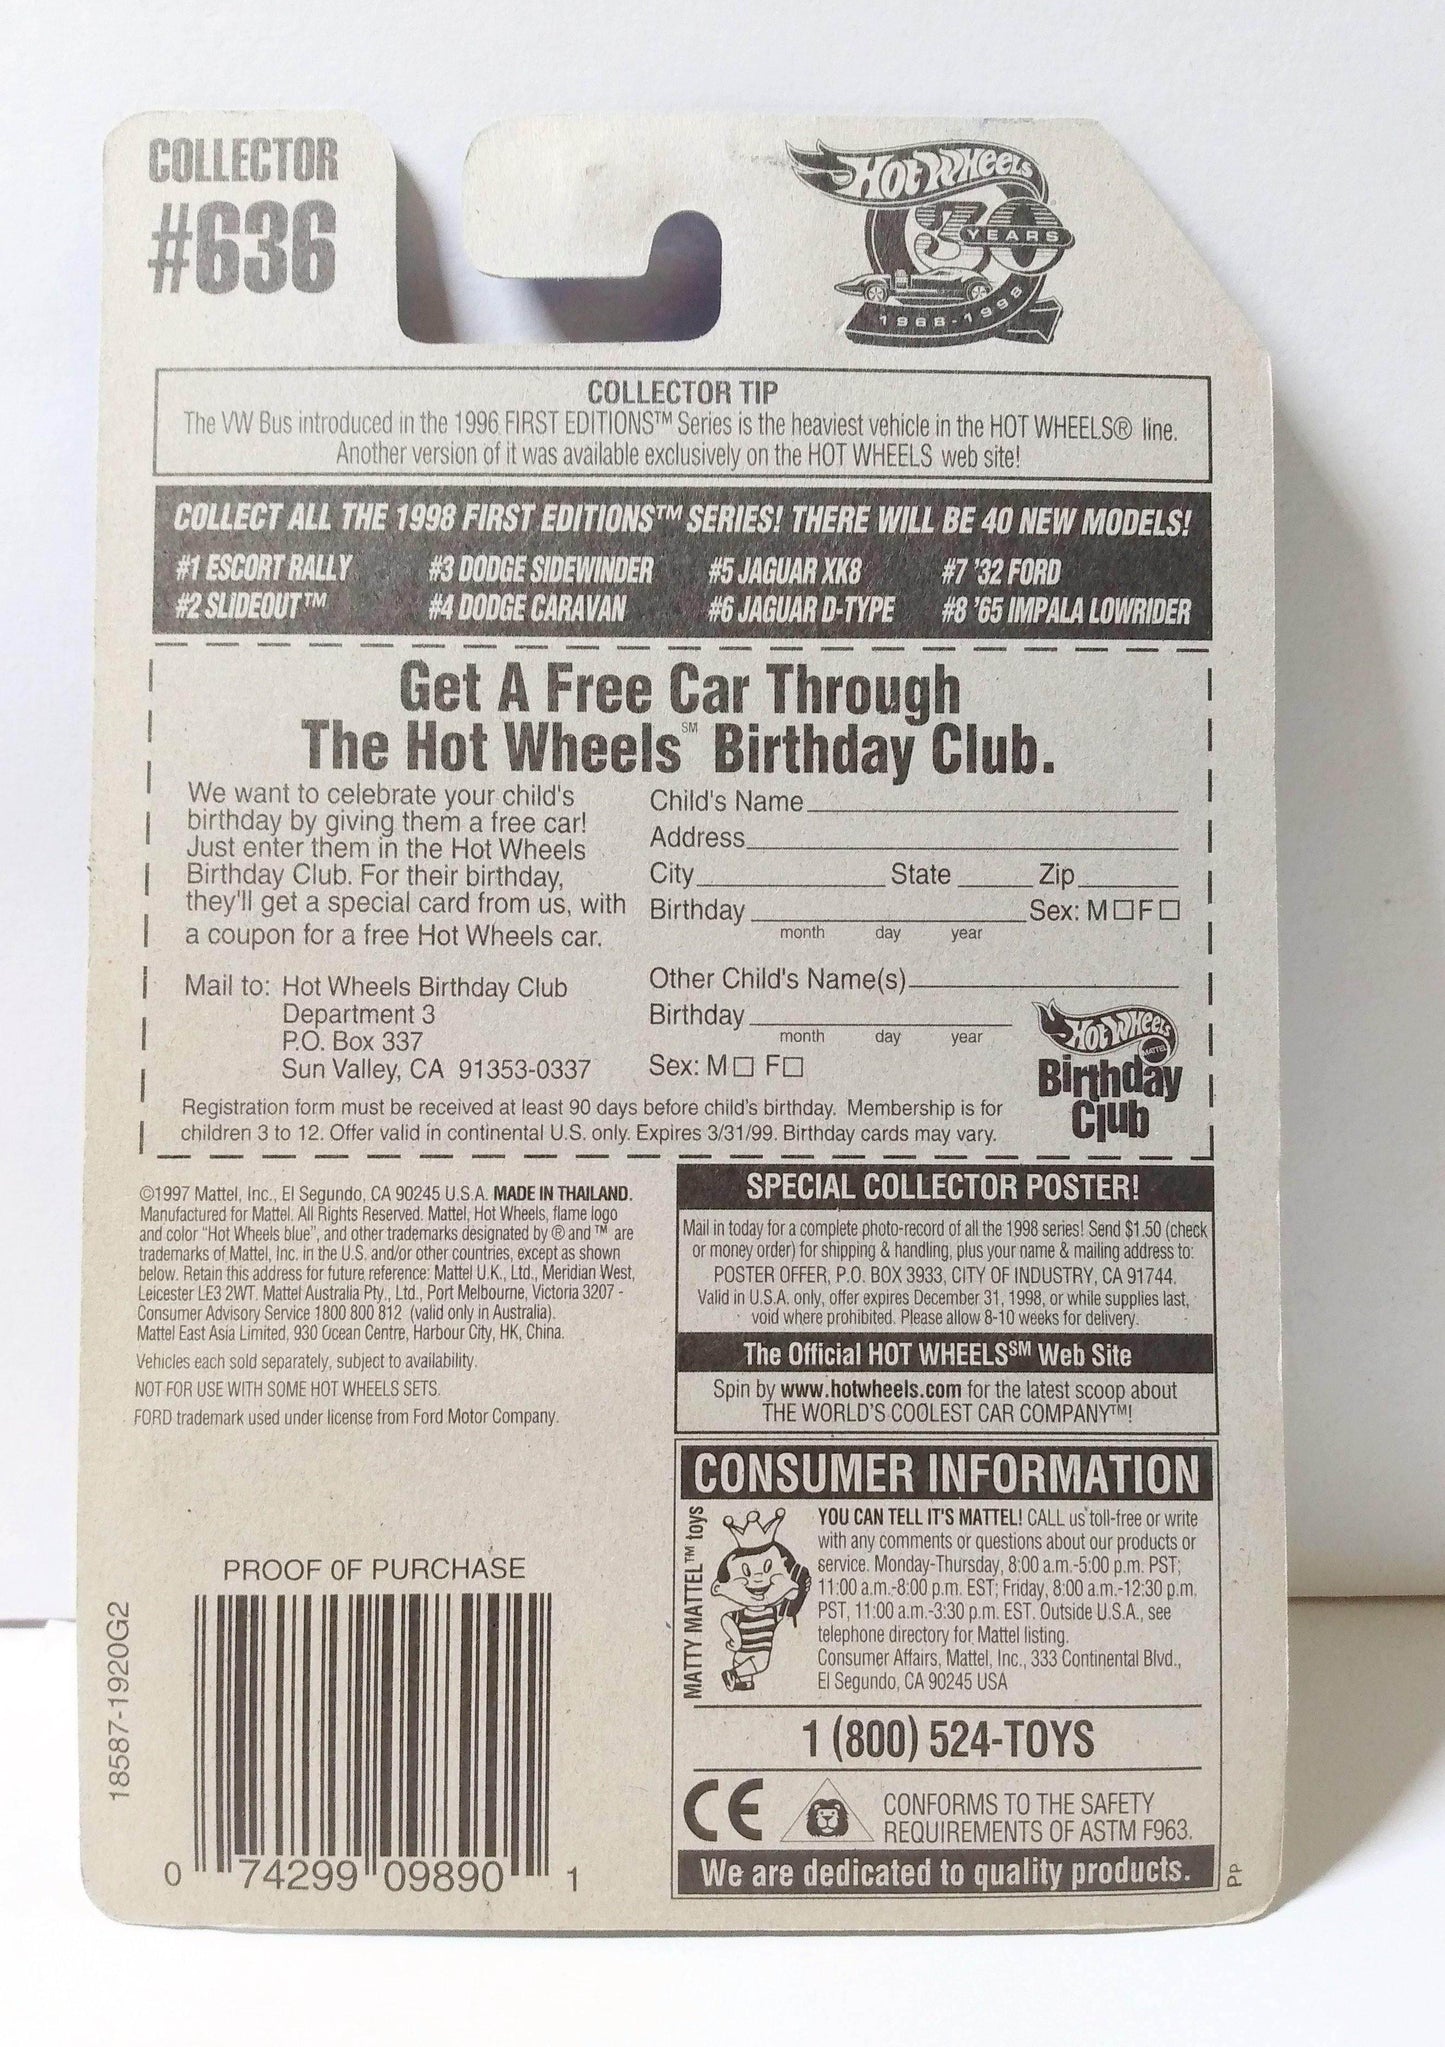 COLLECTOR
#636
Hot Wheels
30
YEARS
1968-1998
COLLECTOR TIP
The VW Bus introduced in the 1996 FIRST EDITIONS™ Series is the heaviest vehicle in the HOT WHEELS® line.
Another version of it was available exclusively on the HOT WHEELS web site!
COLLECT ALL THE 1998 FIRST EDITIONS™ SERIES! THERE WILL BE 40 NEW MODELS!
#1 ESCORT RALLY #3 DODGE SIDEWINDER #5 JAGUAR XK8 #7 '32 FORD
#2 SLIDEOUT™ #4 DODGE CARAVAN #6 JAGUAR D-TYPE #8 '65 IMPALA LOWRIDER
Get A Free Car Through
The Hot Wheels℠ Birthday Club.
We want to celebrate your child's
birthday by giving them a free car!
Just enter them in the Hot Wheels
Birthday Club. For their birthday,
they'll get a special card from us, with
a coupon for a free Hot Wheels car.
Mail to: Hot Wheels Birthday Club
Department 3
P.O. Box 337
Sun Valley, CA 91353-0337
Child's Name
Address
City State Zip
Birthday Sex: M□F□
month day year
Other Child's Name(s)
Birthday
month day year
Sex: M□ F□
Hot Wheels
MATTEL
Birthday
Club
Registration form must be received at least 90 days before child's birthday. Membership is for
children 3 to 12. Offer valid in continental U.S. only. Expires 3/31/99. Birthday cards may vary.
©1997 Mattel, Inc., El Segundo, CA 90245 U.S.A. MADE IN THAILAND.
Manufactured for Mattel. All Rights Reserved. Mattel, Hot Wheels, flame logo
and color "Hot Wheels blue", and other trademarks designated by ® and ™ are
trademarks of Mattel, Inc. in the U.S. and/or other countries, except as shown
below. Retain this address for future reference: Mattel U.K., Ltd., Meridian West,
Leicester LE3 2WT. Mattel Australia Pty., Ltd., Port Melbourne, Victoria 3207 -
Consumer Advisory Service 1800 800 812 (valid only in Australia).
Mattel East Asia Limited, 930 Ocean Centre, Harbour City, HK, China.
Vehicles each sold separately, subject to availability.
NOT FOR USE WITH SOME HOT WHEELS SETS.
FORD trademark used under license from Ford Motor Company.
SPECIAL COLLECTOR POSTER!
Mail in today for a complete photo-record of all the 1998 series! Send $1.50 (check
or money order) for shipping & handling, plus your name & mailing address to:
POSTER OFFER, P.O. BOX 3933, CITY OF INDUSTRY, CA 91744.
Valid in U.S.A. only, offer expires December 31, 1998, or while supplies last,
void where prohibited. Please allow 8-10 weeks for delivery.
The Official HOT WHEELS℠ Web Site
Spin by www.hotwheels.com for the latest scoop about
THE WORLD'S COOLEST CAR COMPANY™!
CONSUMER INFORMATION
MATTY MATTEL™ toys
YOU CAN TELL IT'S MATTEL! CALL us toll-free or write
with any comments or questions about our products or
service. Monday-Thursday, 8:00 a.m.-5:00 p.m. PST;
11:00 a.m.-8:00 p.m. EST; Friday, 8:00 a.m.-12:30 p.m.
PST, 11:00 a.m.-3:30 p.m. EST. Outside U.S.A., see
telephone directory for Mattel listing.
Consumer Affairs, Mattel, Inc., 333 Continental Blvd.,
El Segundo, CA 90245 USA
1 (800) 524-TOYS
CE
CONFORMS TO THE SAFETY
REQUIREMENTS OF ASTM F963.
We are dedicated to quality products.
PP
PROOF OF PURCHASE
18587-1920G2
0 74299 09890 1